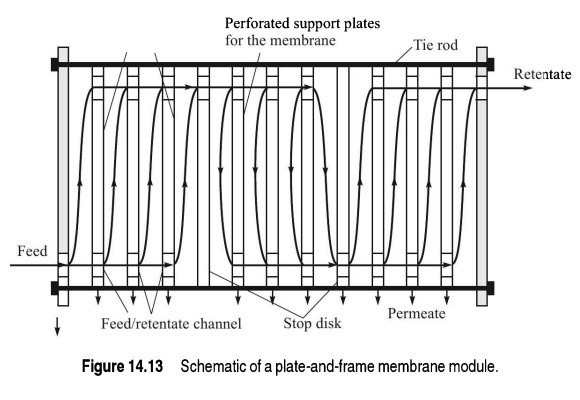 Perforated support plates
for the membrane
Tie rod
Retentate
Feed
Feed/retentate channel
Stop disk
Permeate
Figure 14.13 Schematic of a plate-and-frame membrane module.